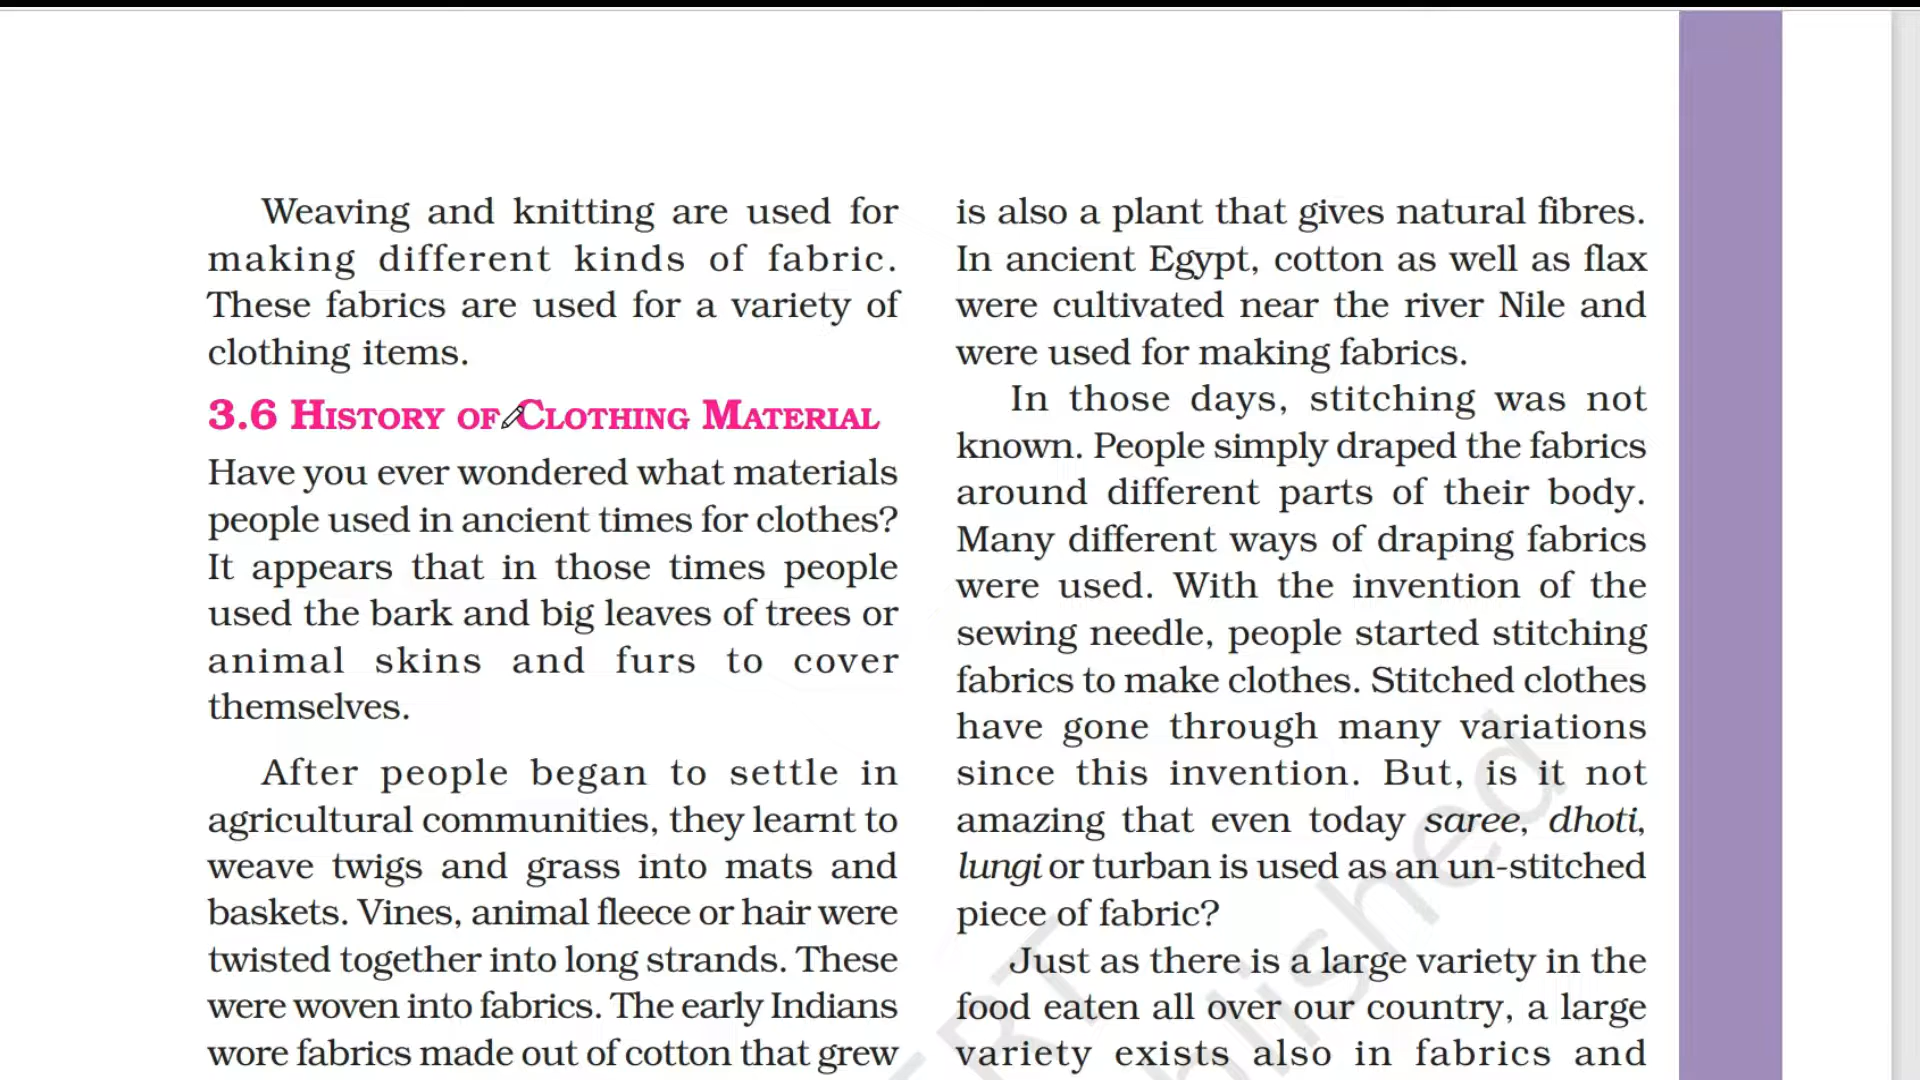 Weaving and knitting are used for
making different kinds of fabric.
These fabrics are used for a variety of
clothing items.
3.6 HISTORY OF CLOTHING MATERIAL
Have you ever wondered what materials
people used in ancient times for clothes?
It appears that in those times people
used the bark and big leaves of trees or
animal skins and furs to cover
themselves.
After people began to settle in
agricultural communities, they learnt to
weave twigs and grass into mats and
baskets. Vines, animal fleece or hair were
twisted together into long strands. These
were woven into fabrics. The early Indians
wore fabrics made out of cotton that grew
is also a plant that gives natural fibres.
In ancient Egypt, cotton as well as flax
were cultivated near the river Nile and
were used for making fabrics.
In those days, stitching was not
known. People simply draped the fabrics
around different parts of their body.
Many different ways of draping fabrics
were used. With the invention of the
sewing needle, people started stitching
fabrics to make clothes. Stitched clothes
have gone through many variations
since this invention. But, is it not
amazing that even today saree, dhoti,
lungi or turban is used as an un-stitched
piece of fabric?
Just as there is a large variety in the
food eaten all over our country, a large
variety exists also in fabrics and